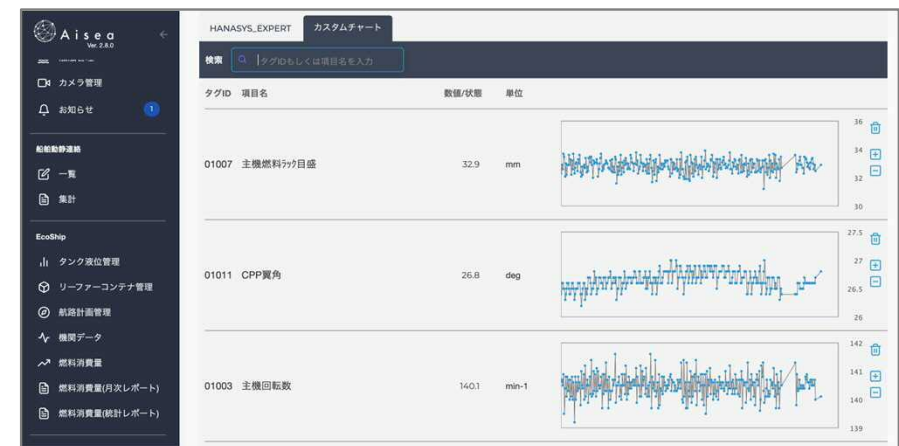 Aisea
Ver. 2.8.0
カメラ管理
お知らせ 1
船舶動静連絡
一覧
集計
EcoShip
タンク液位管理
リーファーコンテナ管理
航路計画管理
機関データ
燃料消費量
燃料消費量(月次レポート)
燃料消費量(統計レポート)
HANASYS_EXPERT カスタムチャート
検索 タグIDもしくは項目名を入力
タグID 項目名 数値/状態 単位
01007 主機燃料ﾗｯｸ目盛 32.9 mm
36
34
32
30
01011 CPP翼角 26.8 deg
27.5
27
26.5
26
01003 主機回転数 140.1 min-1
142
141
140
139